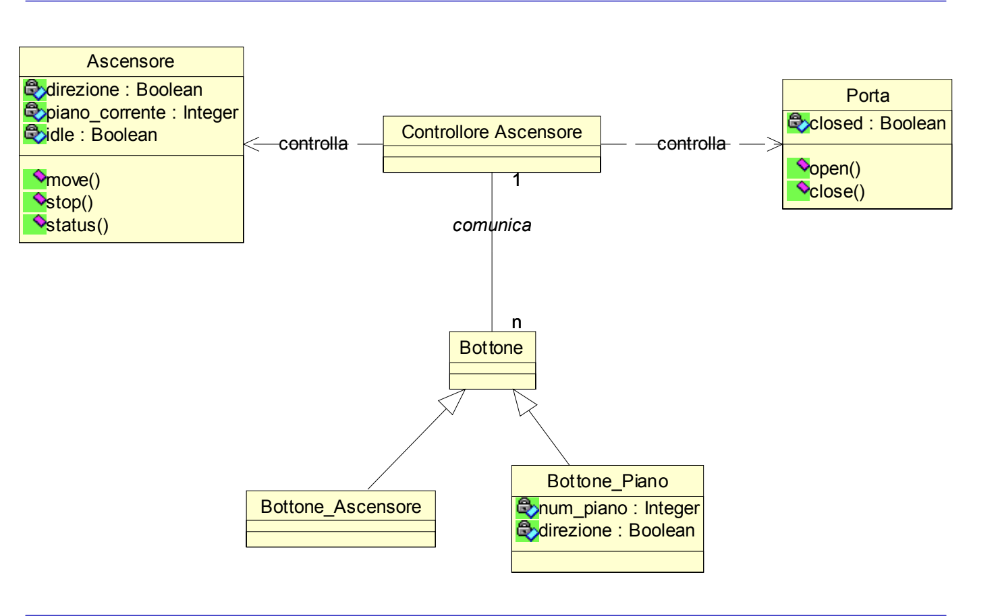 Ascensore
direzione : Boolean
piano_corrente : Integer
idle : Boolean
move()
stop()
status()
controlla
Controllore Ascensore
controlla
Porta
closed : Boolean
open()
close()
1
comunica
n
Bottone
Bottone_Ascensore
Bottone_Piano
num_piano : Integer
direzione : Boolean